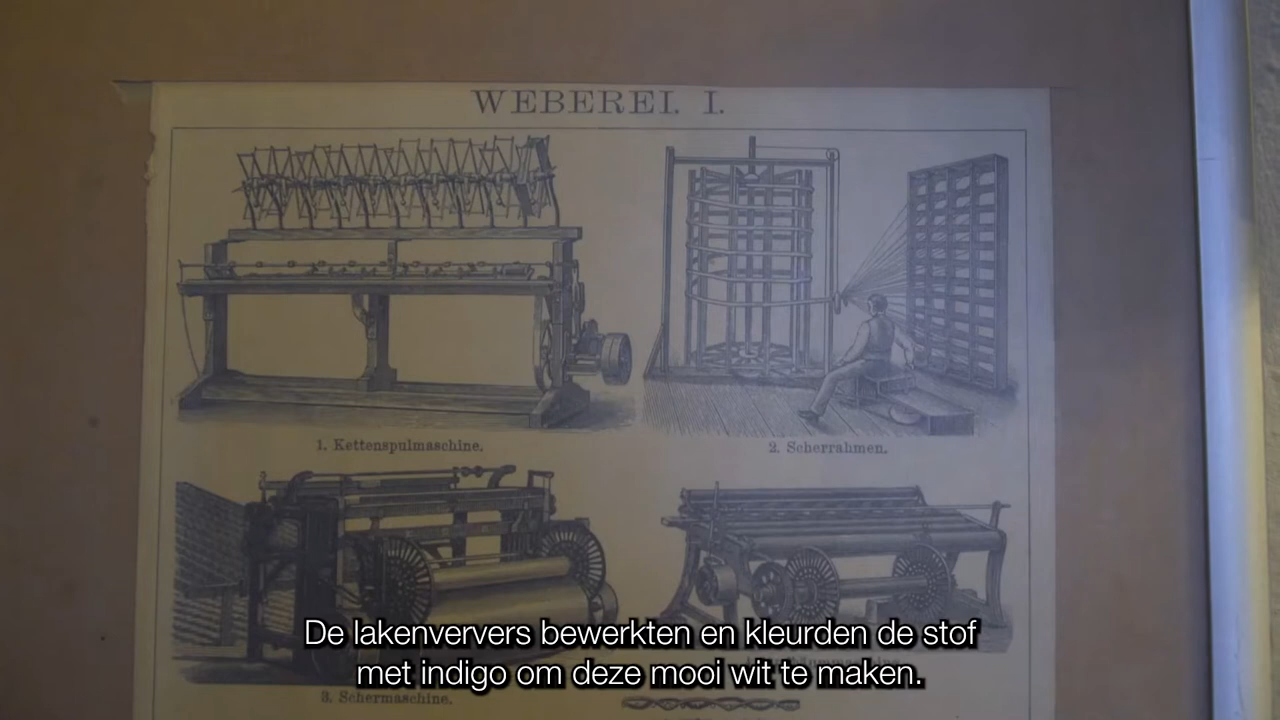 WEBEREI. I.
1. Kettenspulmaschine.
2. Scherrahmen.
De lakenververs bewerkten en kleurden de stof
met indigo om deze mooi wit te maken.
3. Schermaschine.